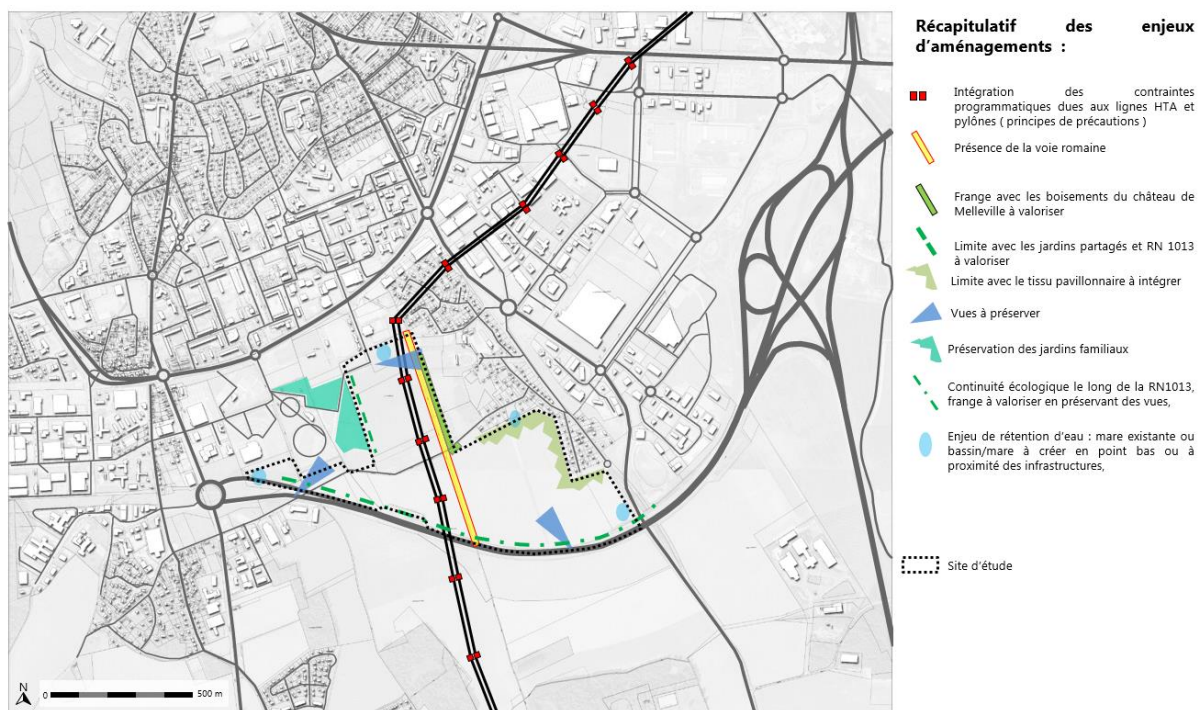 Récapitulatif des enjeux
d'aménagements :
Intégration des contraintes
programmatiques dues aux lignes HTA et
pylônes ( principes de précautions )
Présence de la voie romaine
Frange avec les boisements du château de
Melleville à valoriser
Limite avec les jardins partagés et RN 1013
à valoriser
Limite avec le tissu pavillonnaire à intégrer
Vues à préserver
Préservation des jardins familiaux
Continuité écologique le long de la RN1013,
frange à valoriser en préservant des vues,
Enjeu de rétention d'eau : mare existante ou
bassin/mare à créer en point bas ou à
proximité des infrastructures,
Site d'étude
N
0
500 m